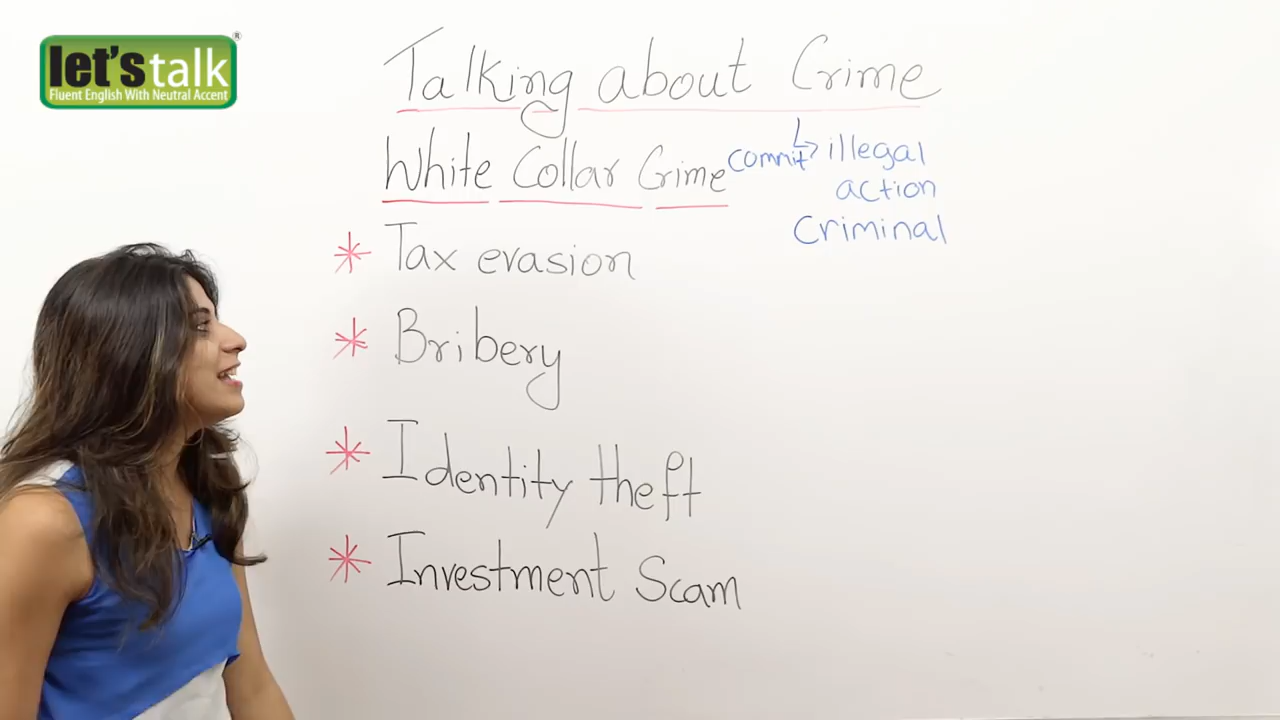 let's talk ®
Fluent English With Neutral Accent
Talking about Crime
White Collar Crime
commit illegal
action
Criminal
* Tax evasion
* Bribery
* Identity theft
* Investment Scam